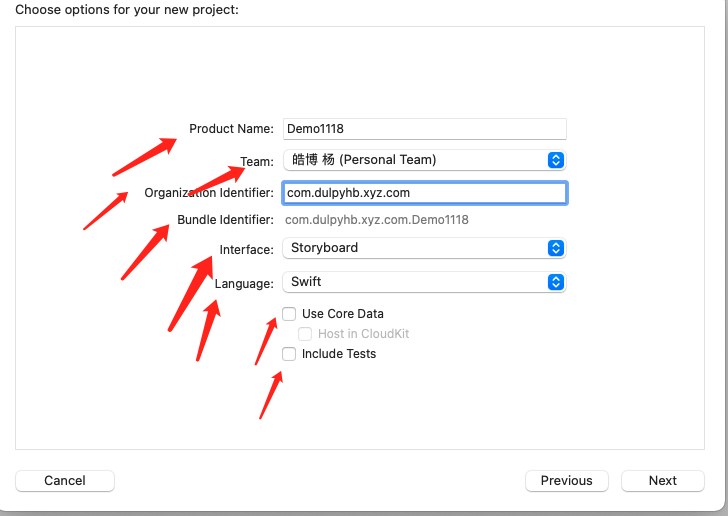 Choose options for your new project:
Product Name: Demo1118
Team: 皓博 杨 (Personal Team)
Organization Identifier: com.dulpyhb.xyz.com
Bundle Identifier: com.dulpyhb.xyz.com.Demo1118
Interface: Storyboard
Language: Swift
Use Core Data
Host in CloudKit
Include Tests
Cancel Previous Next